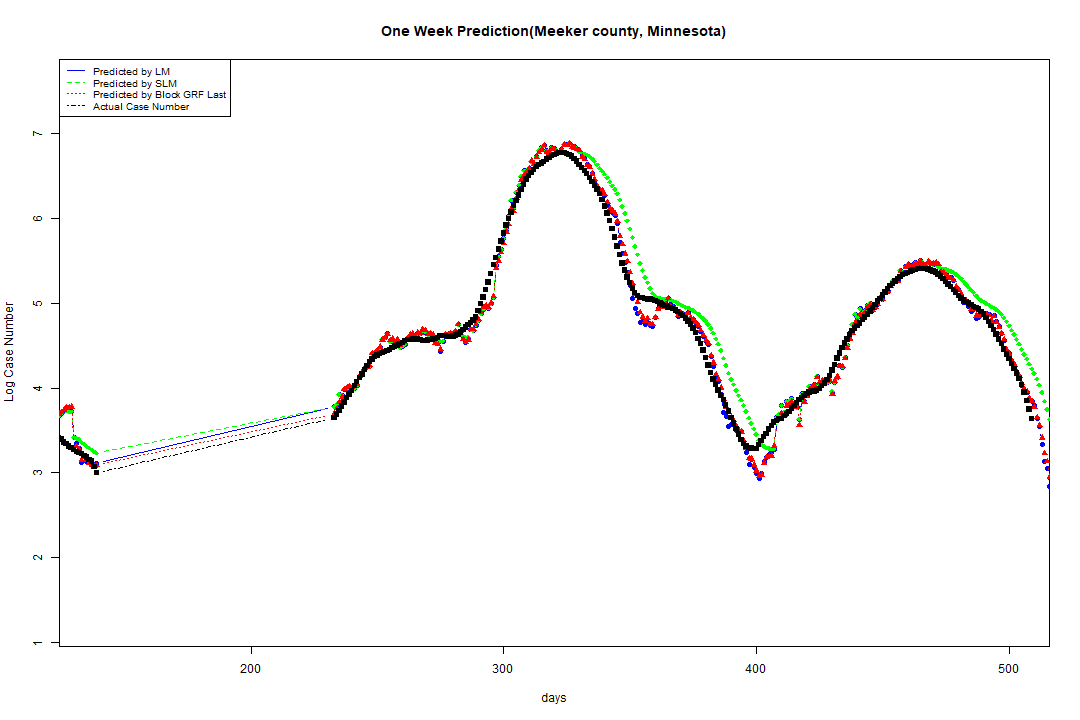 One Week Prediction(Meeker county, Minnesota)
Predicted by LM
Predicted by SLM
Predicted by Block GRF Last
Actual Case Number
Log Case Number
7
6
5
4
3
2
1
200 300 400 500
days